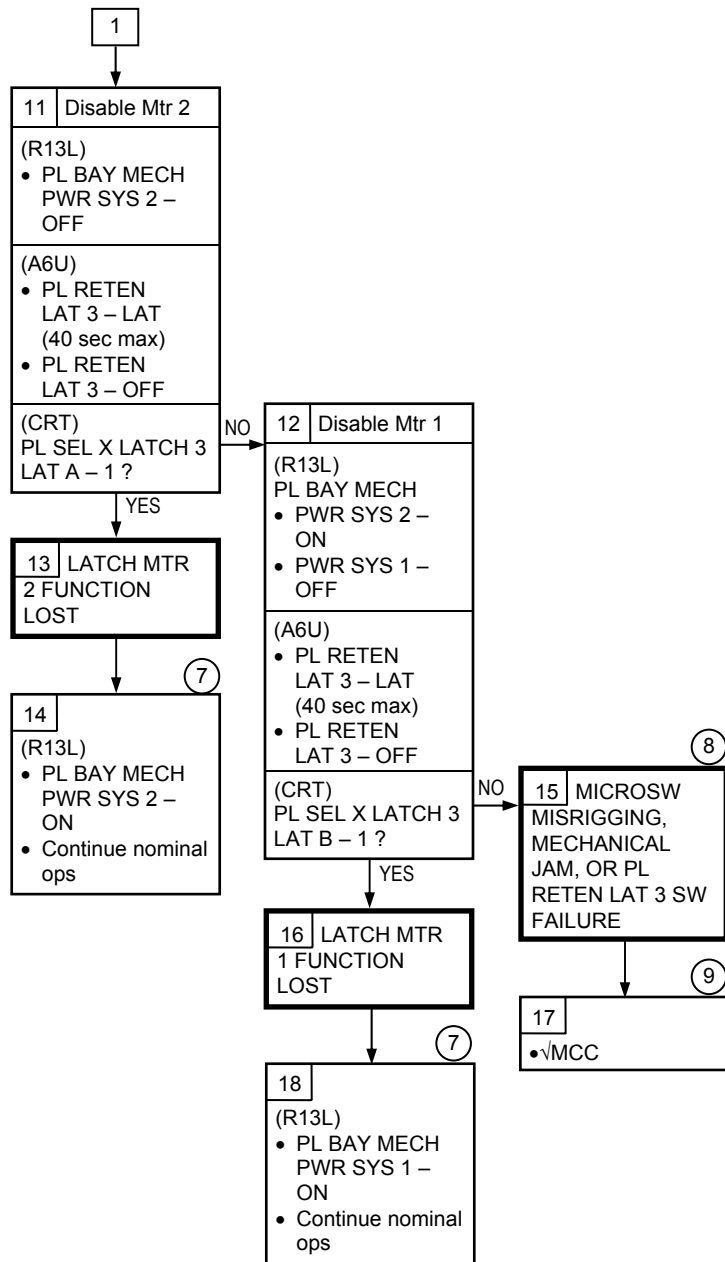 1
11 Disable Mtr 2
(R13L)
• PL BAY MECH
PWR SYS 2 –
OFF
(A6U)
• PL RETEN
LAT 3 – LAT
(40 sec max)
• PL RETEN
LAT 3 – OFF
(CRT)
PL SEL X LATCH 3
LAT A – 1 ?
NO
YES
12 Disable Mtr 1
(R13L)
PL BAY MECH
• PWR SYS 2 –
ON
• PWR SYS 1 –
OFF
(A6U)
• PL RETEN
LAT 3 – LAT
(40 sec max)
• PL RETEN
LAT 3 – OFF
(CRT)
PL SEL X LATCH 3
LAT B – 1 ?
NO
YES
13 LATCH MTR
2 FUNCTION
LOST
7
14
(R13L)
• PL BAY MECH
PWR SYS 2 –
ON
• Continue nominal
ops
8
15 MICROSW
MISRIGGING,
MECHANICAL
JAM, OR PL
RETEN LAT 3 SW
FAILURE
16 LATCH MTR
1 FUNCTION
LOST
9
17
•√MCC
7
18
(R13L)
• PL BAY MECH
PWR SYS 1 –
ON
• Continue nominal
ops